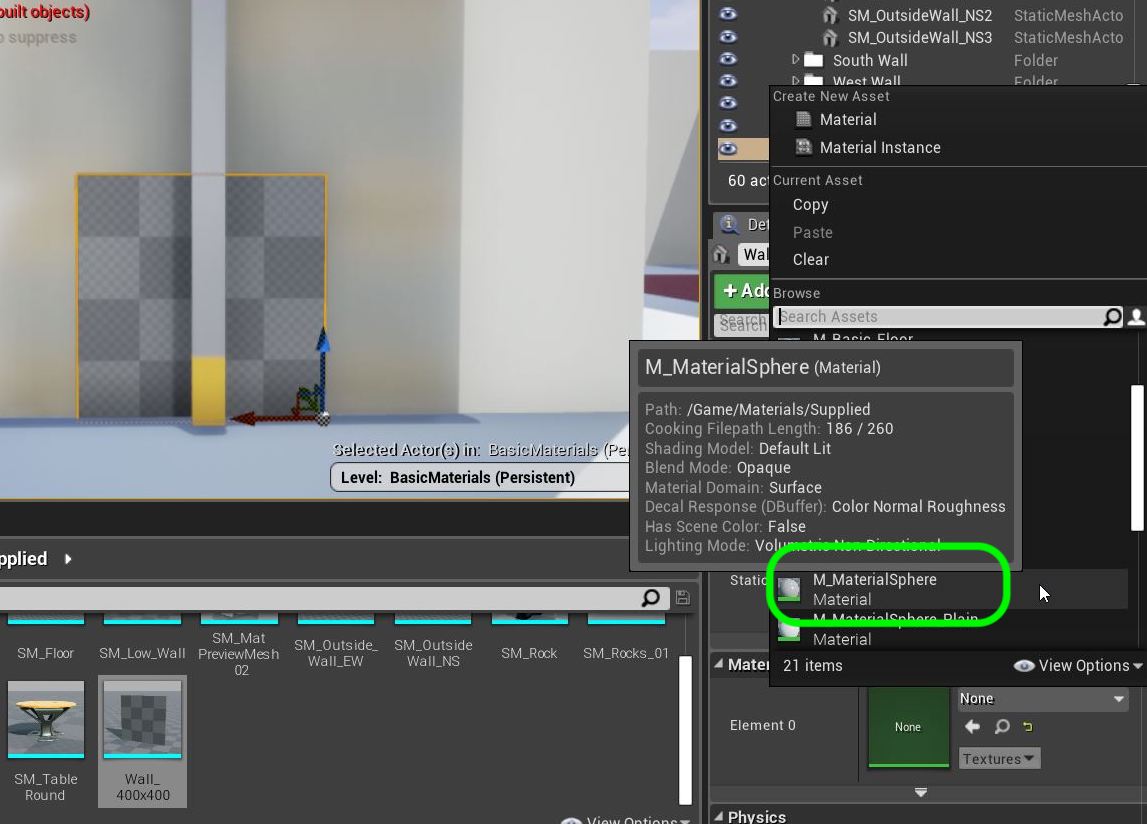 built objects)
o suppress
SM_OutsideWall_NS2 StaticMeshActo
SM_OutsideWall_NS3 StaticMeshActo
South Wall Folder
West Wall Folder
60 act
Create New Asset
Material
Material Instance
Current Asset
Copy
Paste
Clear
Browse
Search Assets
M_Basic_Floor
Det
Wal
+ Add
Search
Search
M_MaterialSphere (Material)
Path: /Game/Materials/Supplied
Cooking Filepath Length: 186 / 260
Shading Model: Default Lit
Blend Mode: Opaque
Material Domain: Surface
Decal Response (DBuffer): Color Normal Roughness
Has Scene Color: False
Lighting Mode: Volumetric Non Directional
M_MaterialSphere
Material
M_MaterialSphere_Plain
Material
21 items
View Options
Selected Actor(s) in: BasicMaterials (Pe
Level: BasicMaterials (Persistent)
pplied
SM_Floor
SM_Low_Wall
SM_Mat
PreviewMesh
02
SM_Outside_
Wall_EW
SM_Outside
Wall_NS
SM_Rock
SM_Rocks_01
SM_Table
Round
Wall_
400x400
View Options
Static
Mater
Element 0
None
None
Textures
Physics